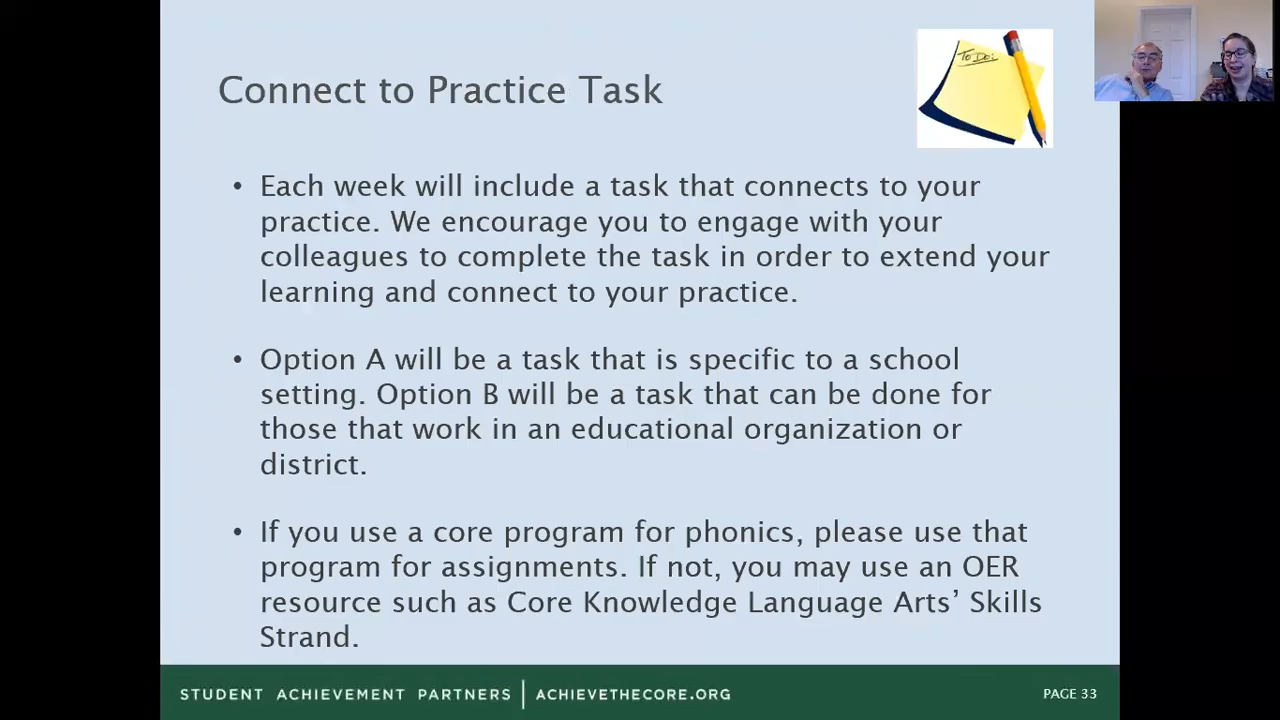 Connect to Practice Task
To Do:
• Each week will include a task that connects to your
practice. We encourage you to engage with your
colleagues to complete the task in order to extend your
learning and connect to your practice.
• Option A will be a task that is specific to a school
setting. Option B will be a task that can be done for
those that work in an educational organization or
district.
• If you use a core program for phonics, please use that
program for assignments. If not, you may use an OER
resource such as Core Knowledge Language Arts’ Skills
Strand.
STUDENT ACHIEVEMENT PARTNERS | ACHIEVETHECORE.ORG
PAGE 33